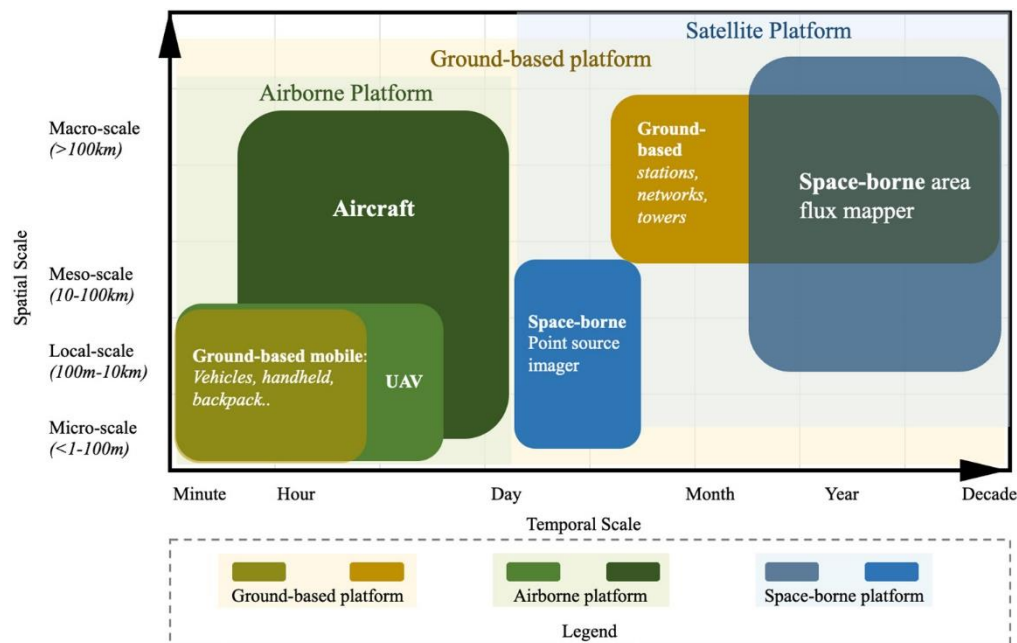 Satellite Platform
Ground-based platform
Airborne Platform
Spatial Scale
Macro-scale
(>100km)
Meso-scale
(10-100km)
Local-scale
(100m-10km)
Micro-scale
(<1-100m)
Aircraft
Ground-
based
stations,
networks,
towers
Space-borne area
flux mapper
Space-borne
Point source
imager
Ground-based mobile:
Vehicles, handheld,
backpack..
UAV
Minute
Hour
Day
Month
Year
Decade
Temporal Scale
Ground-based platform
Airborne platform
Space-borne platform
Legend